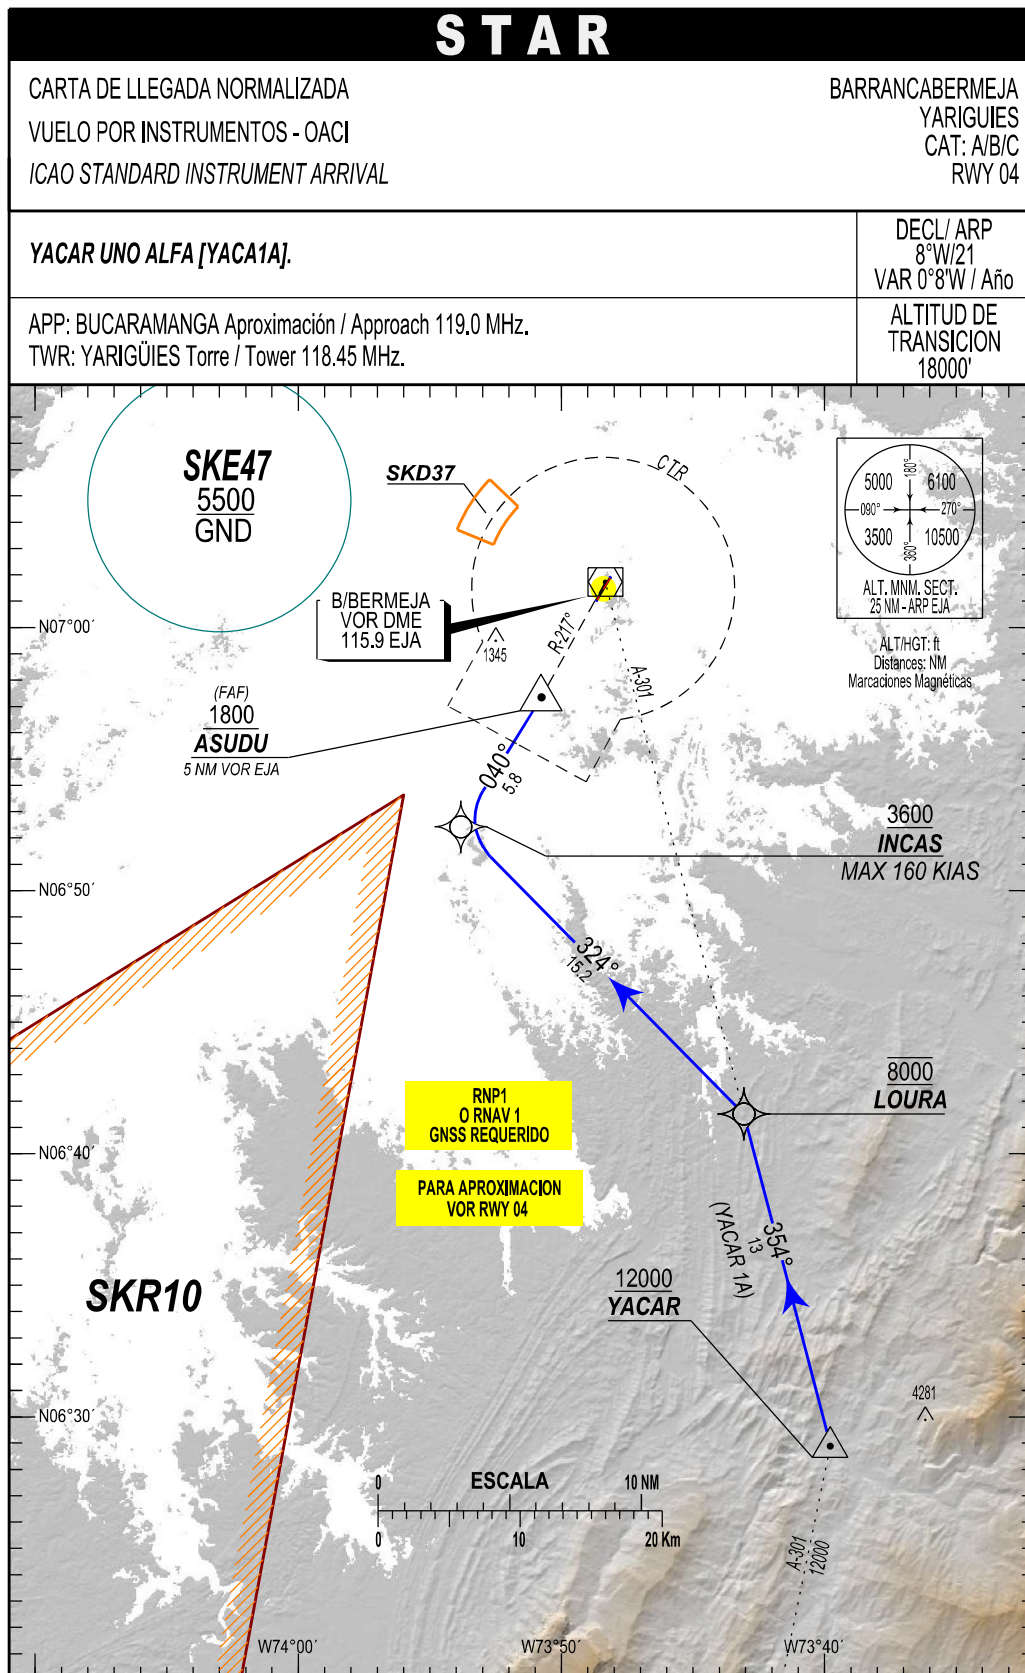 STAR
CARTA DE LLEGADA NORMALIZADA
VUELO POR INSTRUMENTOS - OACI
ICAO STANDARD INSTRUMENT ARRIVAL
BARRANCABERMEJA
YARIGUIES
CAT: A/B/C
RWY 04
YACAR UNO ALFA [YACA1A].
DECL/ ARP
8°W/21
VAR 0°8'W / Año
APP: BUCARAMANGA Aproximación / Approach 119.0 MHz.
TWR: YARIGÜIES Torre / Tower 118.45 MHz.
ALTITUD DE
TRANSICION
18000'
SKE47
5500
GND
SKD37
CTR
5000
180°
6100
090°
270°
3500
360°
10500
ALT. MNM. SECT.
25 NM - ARP EJA
ALT/HGT: ft
Distances: NM
Marcaciones Magnéticas
B/BERMEJA
VOR DME
115.9 EJA
N07°00´
1345
R-217°
A-301
(FAF)
1800
ASUDU
5 NM VOR EJA
040°
5.8
3600
INCAS
MAX 160 KIAS
N06°50´
324°
15.2
8000
LOURA
RNP1
O RNAV 1
GNSS REQUERIDO
N06°40´
PARA APROXIMACION
VOR RWY 04
354°
13
(YACAR 1A)
SKR10
12000
YACAR
4281
N06°30´
ESCALA
0
10 NM
0
10
20 Km
A-301
12000
W74°00´
W73°50´
W73°40´